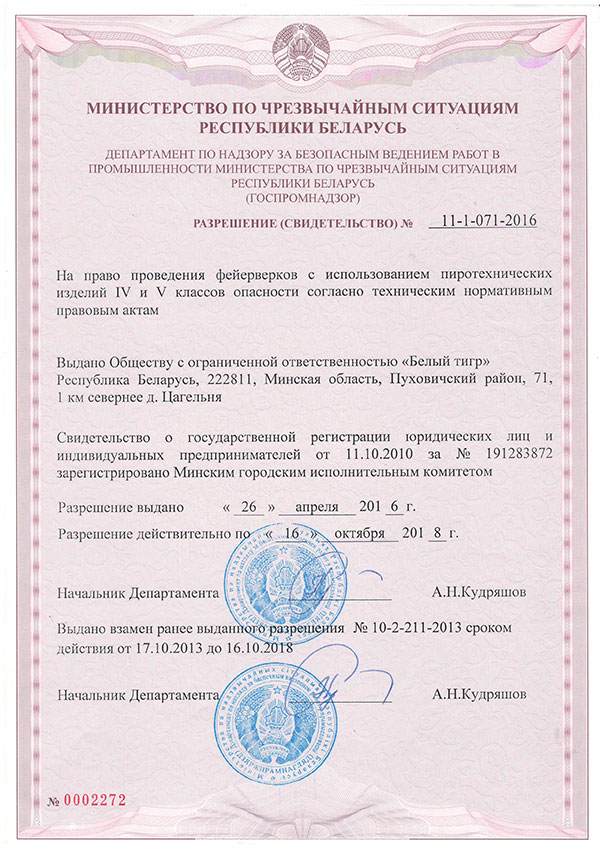 МИНИСТЕРСТВО ПО ЧРЕЗВЫЧАЙНЫМ СИТУАЦИЯМ
РЕСПУБЛИКИ БЕЛАРУСЬ
ДЕПАРТАМЕНТ ПО НАДЗОРУ ЗА БЕЗОПАСНЫМ ВЕДЕНИЕМ РАБОТ В
ПРОМЫШЛЕННОСТИ МИНИСТЕРСТВА ПО ЧРЕЗВЫЧАЙНЫМ СИТУАЦИЯМ
РЕСПУБЛИКИ БЕЛАРУСЬ
(ГОСПРОМНАДЗОР)
РАЗРЕШЕНИЕ (СВИДЕТЕЛЬСТВО) № 11-1-071-2016
На право проведения фейерверков с использованием пиротехнических
изделий IV и V классов опасности согласно техническим нормативным
правовым актам
Выдано Обществу с ограниченной ответственностью «Белый тигр»
Республика Беларусь, 222811, Минская область, Пуховичский район, 71,
1 км севернее д. Цагельня
Свидетельство о государственной регистрации юридических лиц и
индивидуальных предпринимателей от 11.10.2010 за № 191283872
зарегистрировано Минским городским исполнительным комитетом
Разрешение выдано « 26 » апреля 201 6 г.
Разрешение действительно по « 16 » октября 201 8 г.
Начальник Департамента А.Н.Кудряшов
Выдано взамен ранее выданного разрешения № 10-2-211-2013 сроком
действия от 17.10.2013 до 16.10.2018
Начальник Департамента А.Н.Кудряшов
№ 0002272